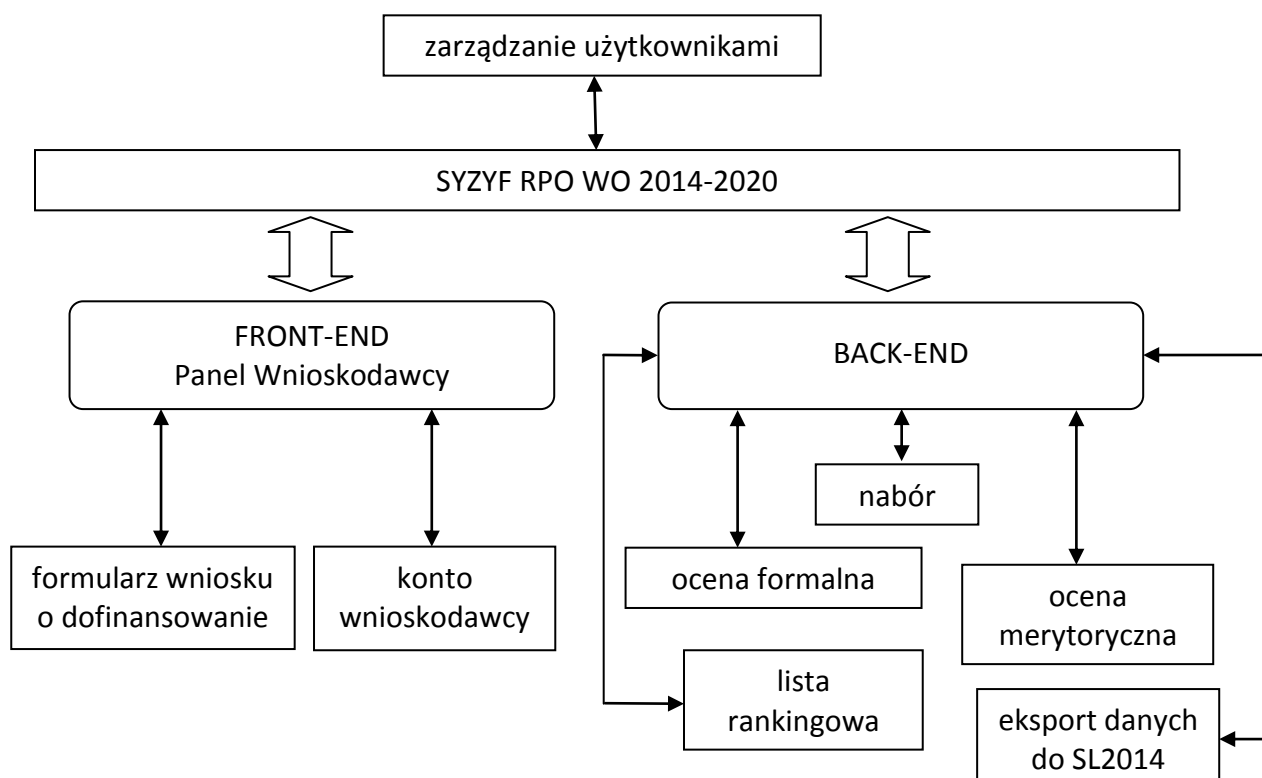 zarządzanie użytkownikami
SYZYF RPO WO 2014-2020
FRONT-END
Panel Wnioskodawcy
BACK-END
nabór
formularz wniosku
o dofinansowanie
konto
wnioskodawcy
ocena formalna
ocena
merytoryczna
lista
rankingowa
eksport danych
do SL2014